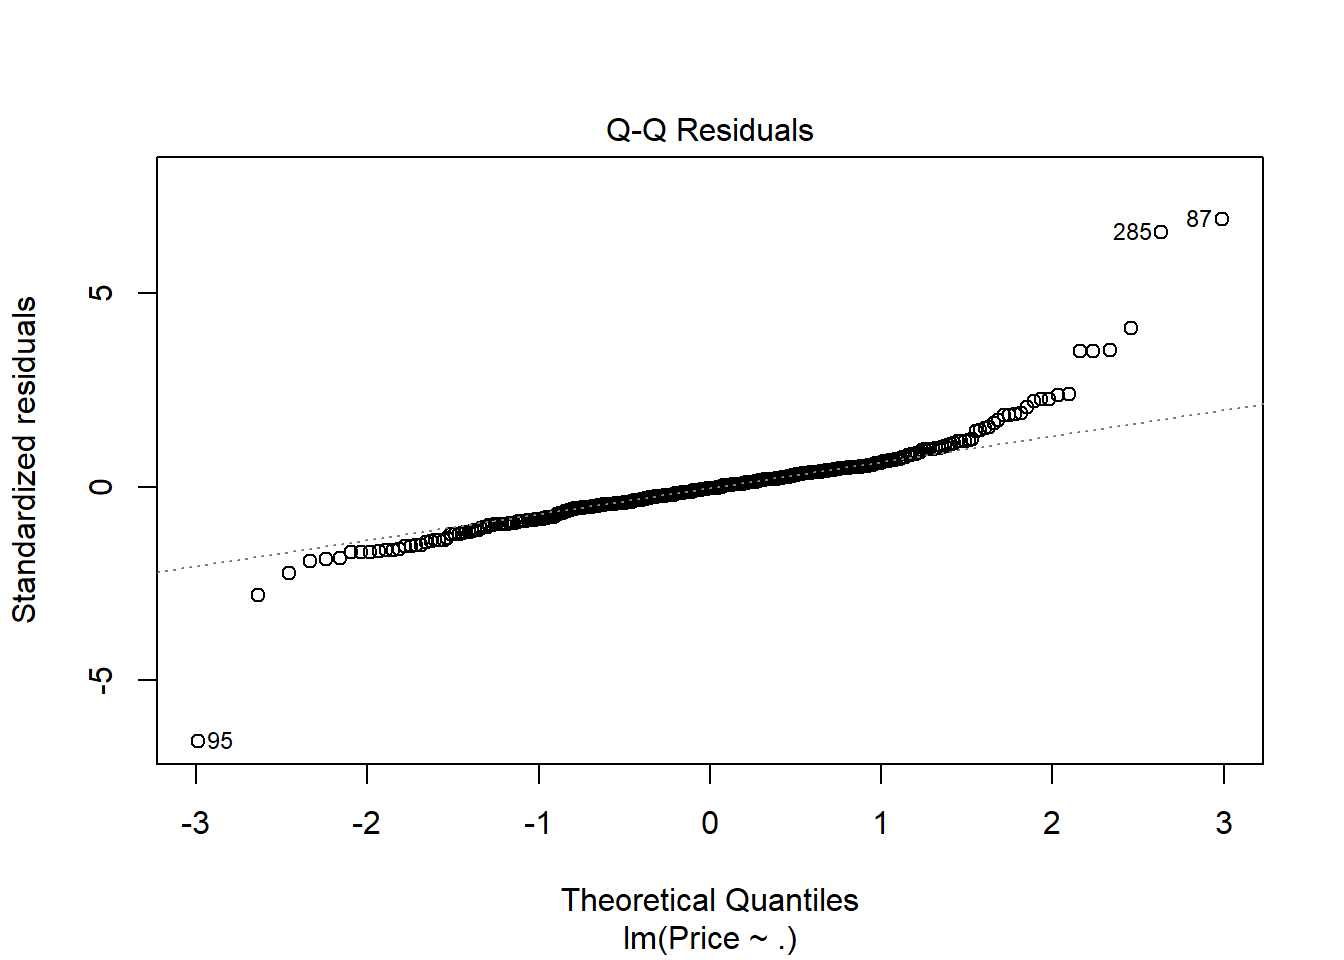 Q-Q Residuals
Standardized residuals
5
0
-5
285
87
95
-3 -2 -1 0 1 2 3
Theoretical Quantiles
lm(Price ~ .)